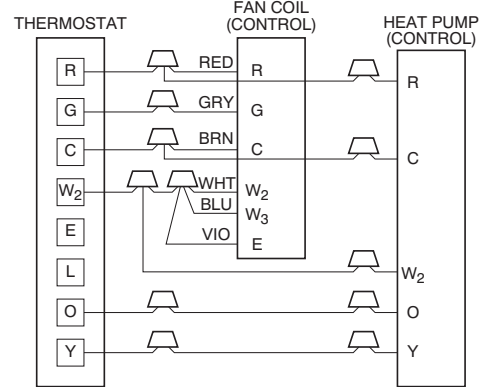 THERMOSTAT
FAN COIL
(CONTROL)
HEAT PUMP
(CONTROL)
R
G
C
W2
E
L
O
Y
RED
GRY
BRN
WHT
BLU
VIO
R
G
C
W2
W3
E
R
C
W2
O
Y